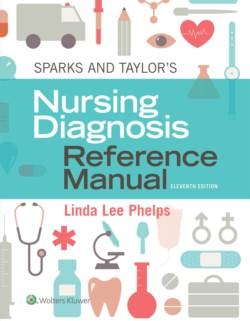 SPARKS AND TAYLOR'S
Nursing
Diagnosis
Reference
Manual ELEVENTH EDITION
Linda Lee Phelps
Wolters Kluwer